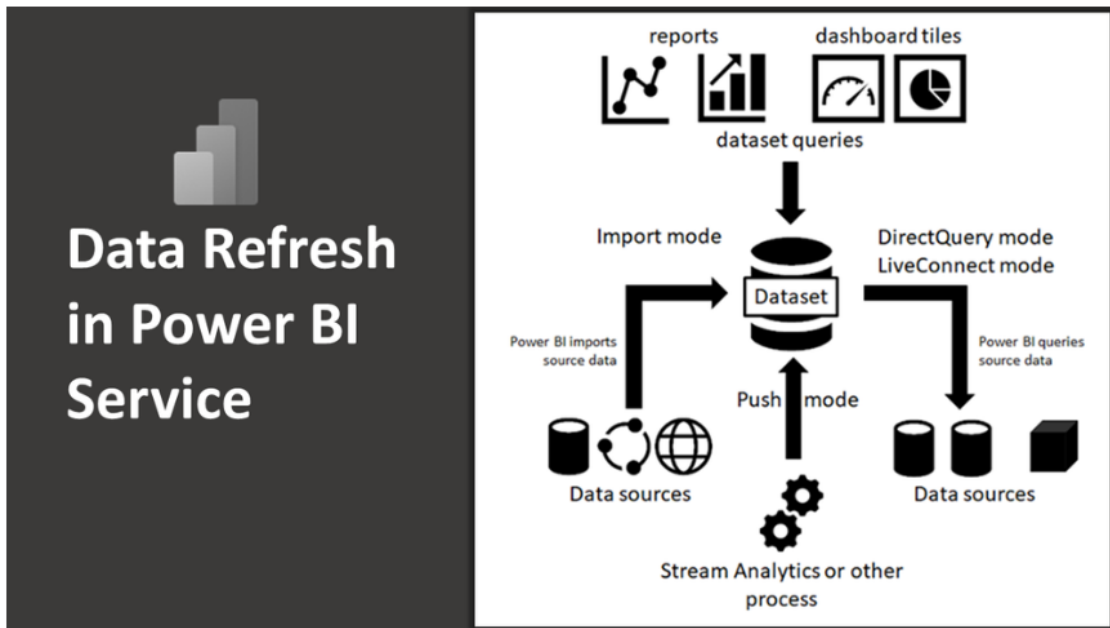 Data Refresh
in Power BI
Service
reports
dashboard tiles
dataset queries
Import mode
DirectQuery mode
LiveConnect mode
Dataset
Power BI imports
source data
Power BI queries
source data
Push mode
Data sources
Data sources
Stream Analytics or other
process